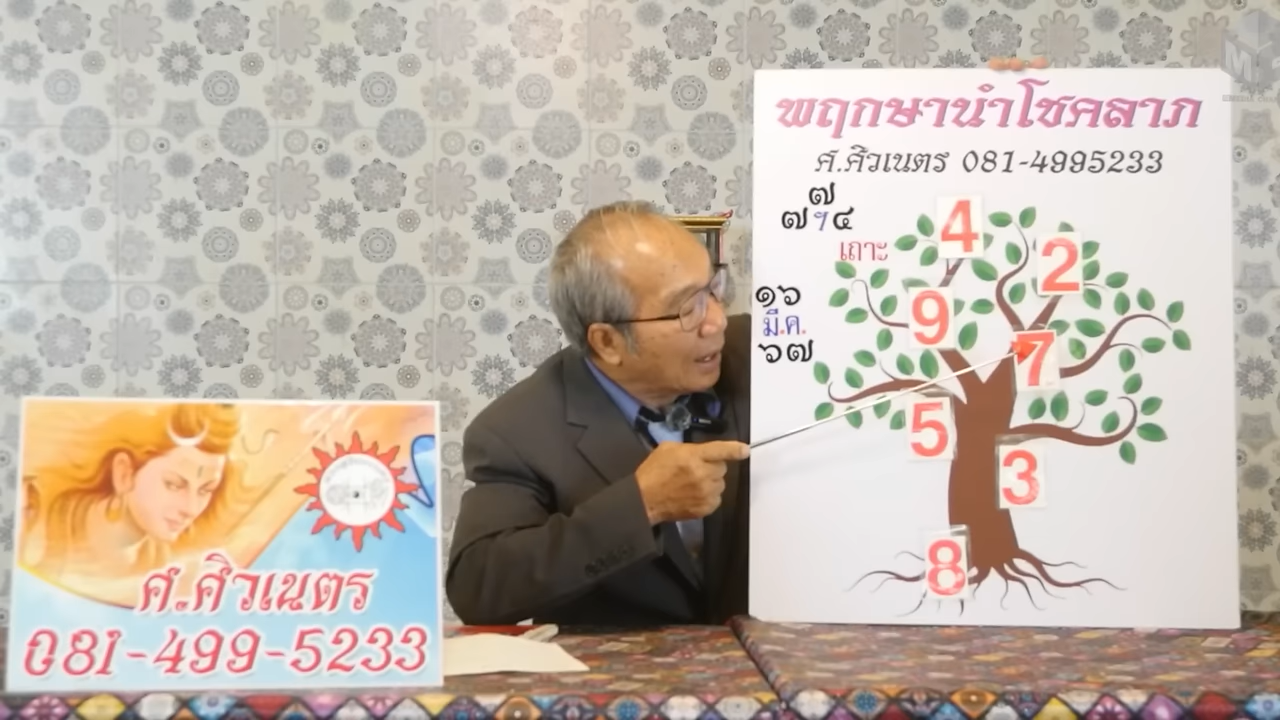 พฤกษานำโชคลาภ
ศ.ศิวเนตร 081-4995233
๗
๗ ฯ ๔
เถาะ
๑๖
มี.ค.
๖๗
4
2
9
7
5
3
8
ศ.ศิวเนตร
081-499-5233